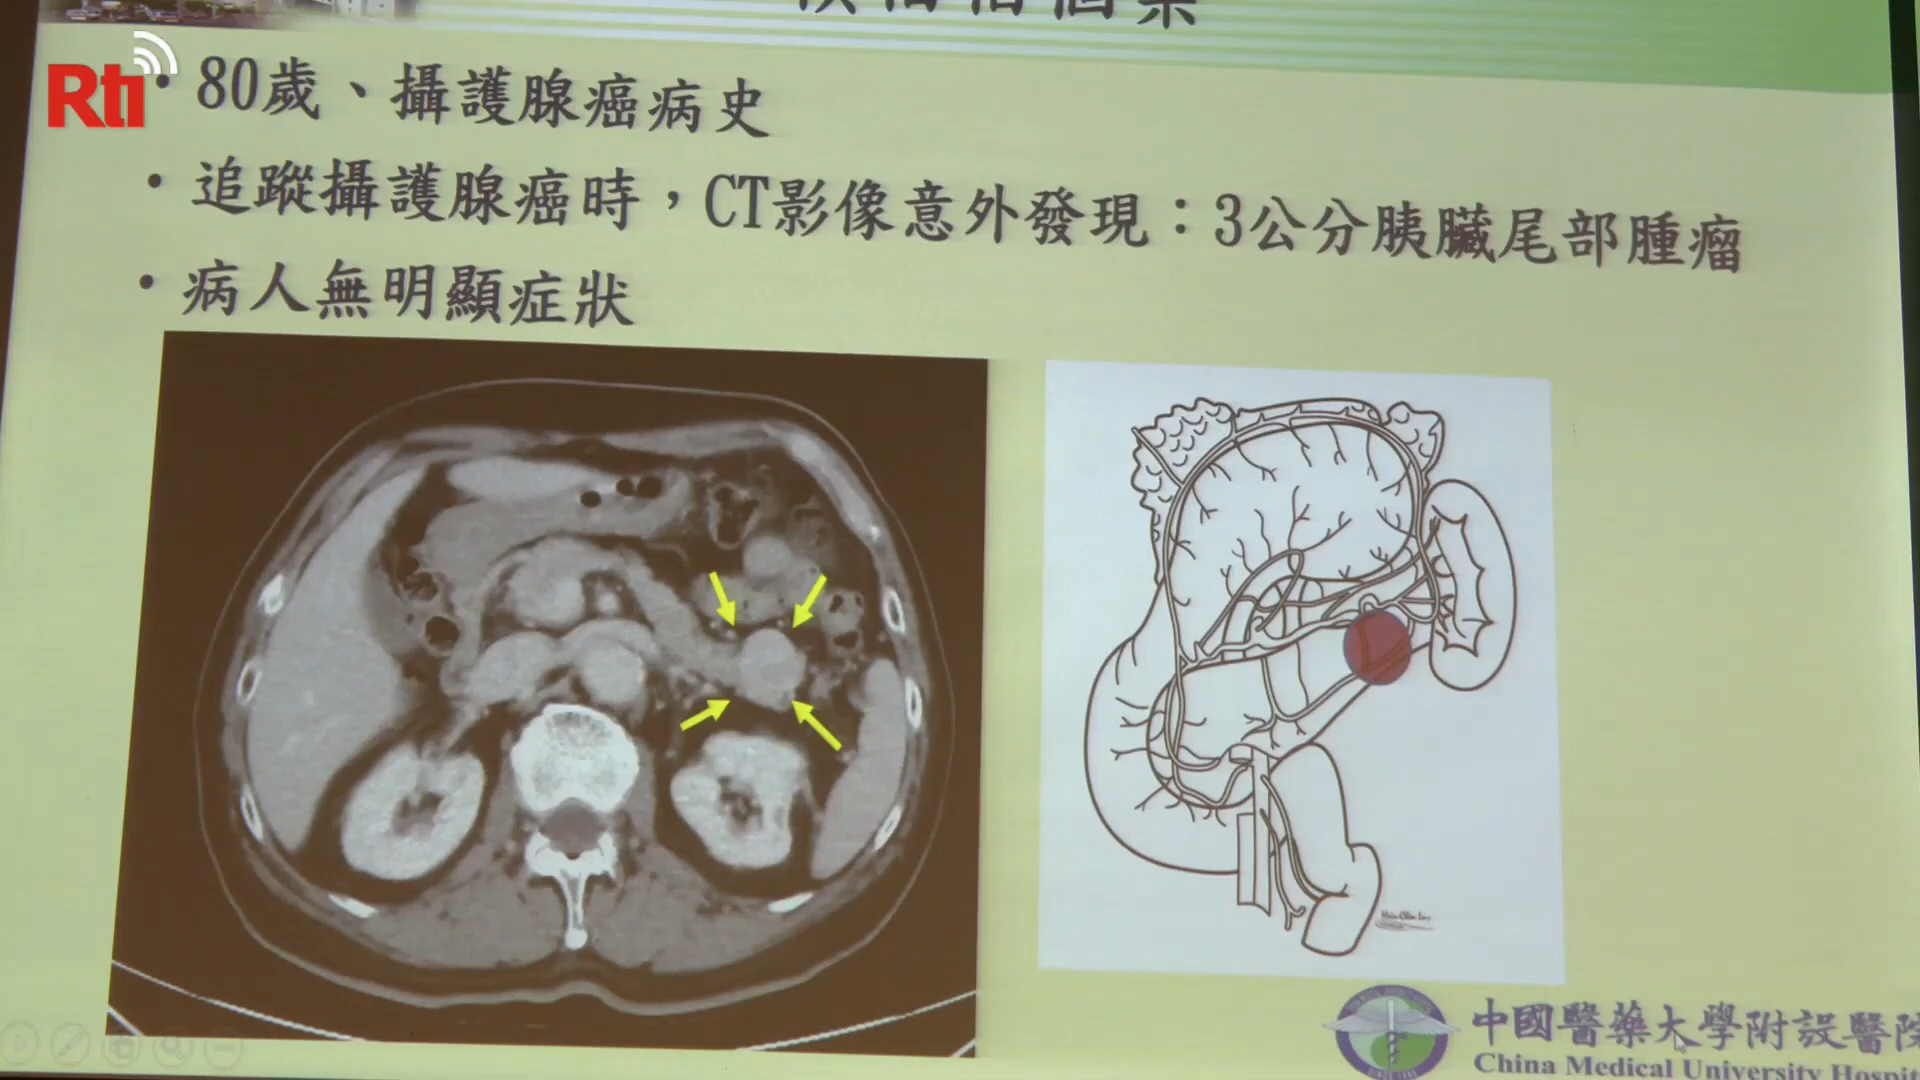 Rti
• 80歲、攝護腺癌病史
• 追蹤攝護腺癌時，CT影像意外發現：3公分胰臟尾部腫瘤
• 病人無明顯症狀
中國醫藥大學附設醫院
China Medical University Hospit